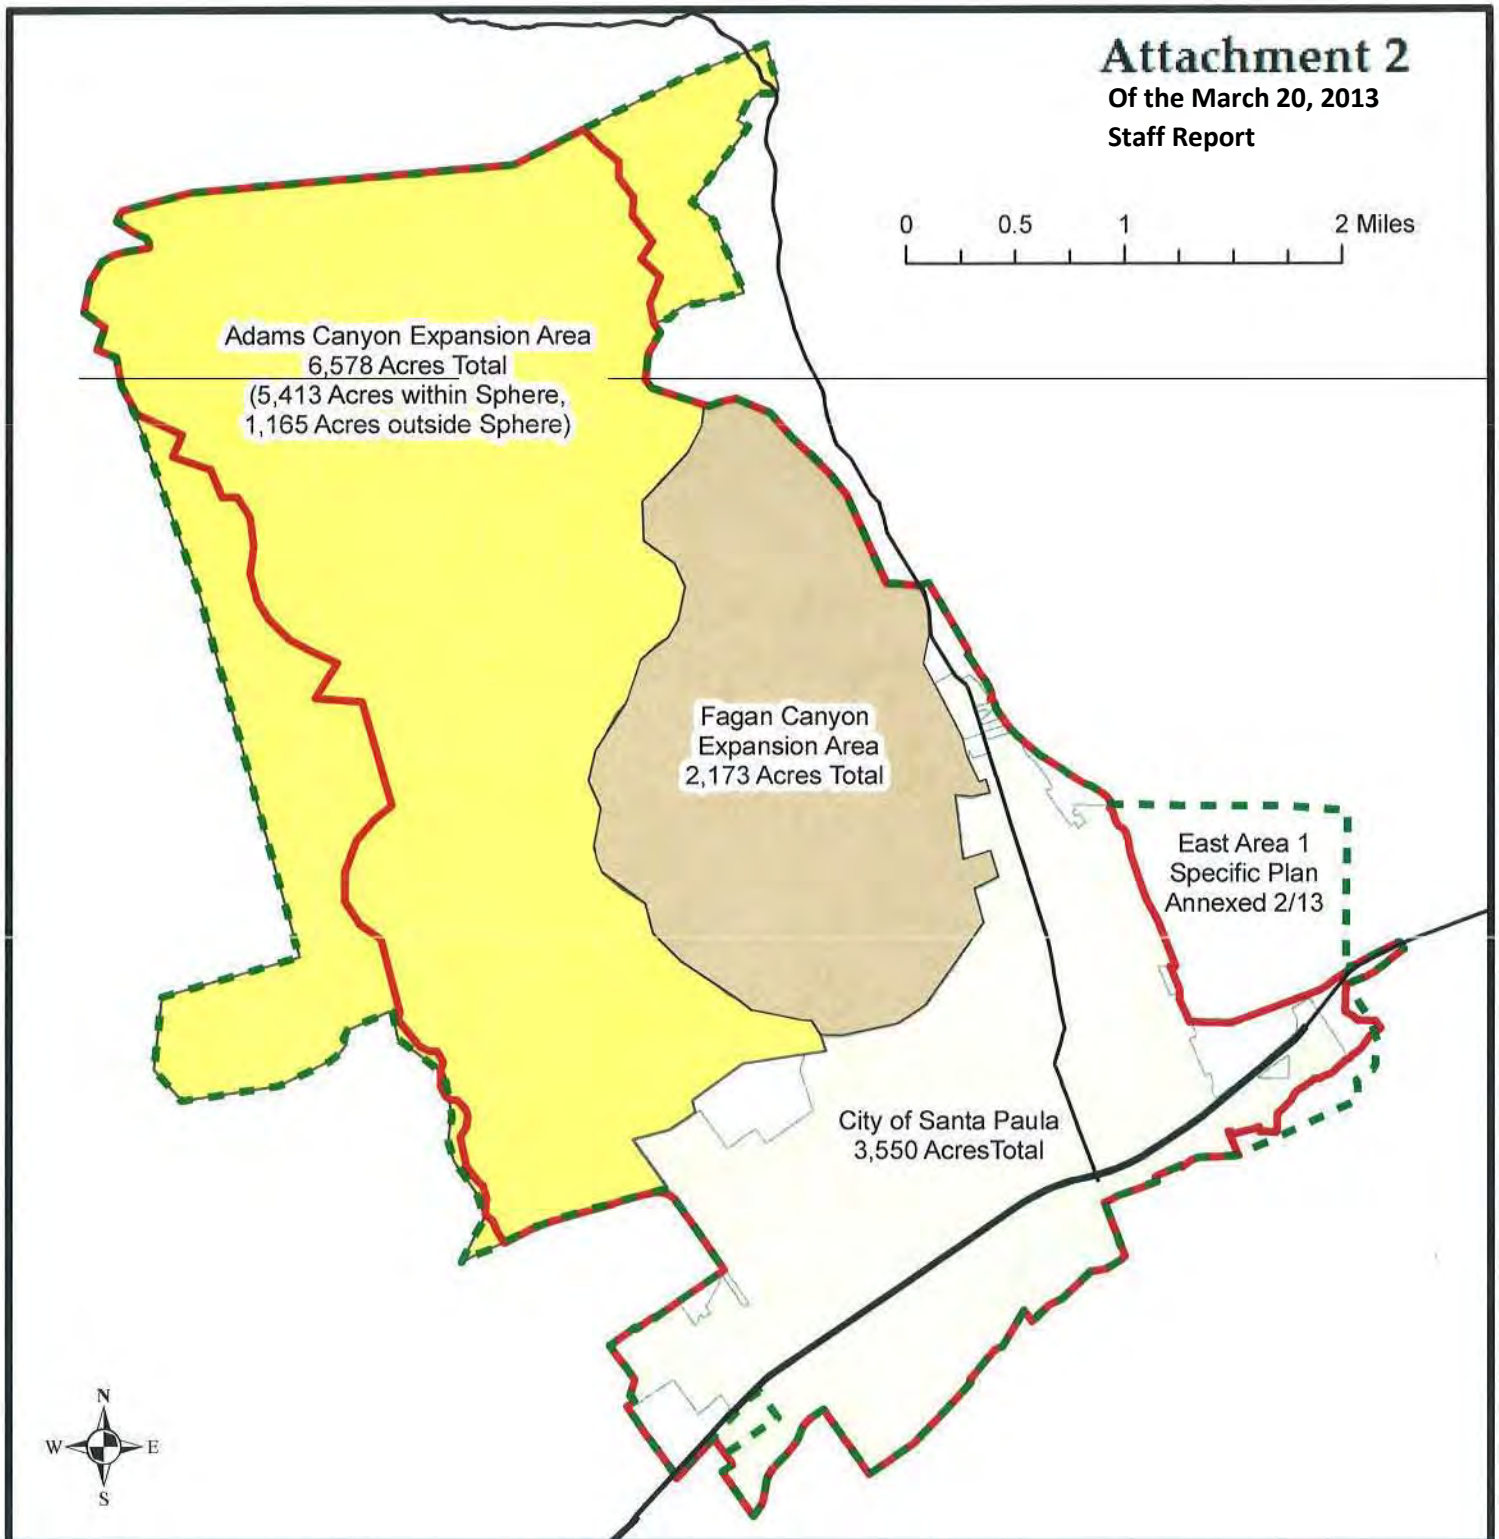 Attachment 2
Of the March 20, 2013
Staff Report
0 0.5 1 2 Miles
Adams Canyon Expansion Area
6,578 Acres Total
(5,413 Acres within Sphere,
1,165 Acres outside Sphere)
Fagan Canyon
Expansion Area
2,173 Acres Total
East Area 1
Specific Plan
Annexed 2/13
City of Santa Paula
3,550 AcresTotal
N
W E
S